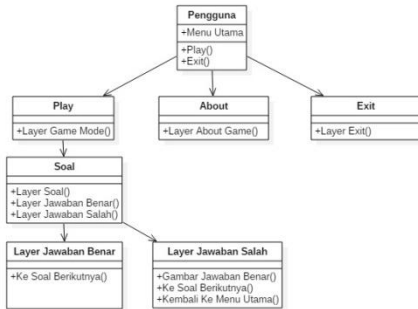 Pengguna
+Menu Utama
+Play()
+Exit()
Play
+Layer Game Mode()
About
+Layer About Game()
Exit
+Layer Exit()
Soal
+Layer Soal()
+Layer Jawaban Benar()
+Layer Jawaban Salah()
Layer Jawaban Benar
+Ke Soal Berikutnya()
Layer Jawaban Salah
+Gambar Jawaban Benar()
+Ke Soal Berikutnya()
+Kembali Ke Menu Utama()